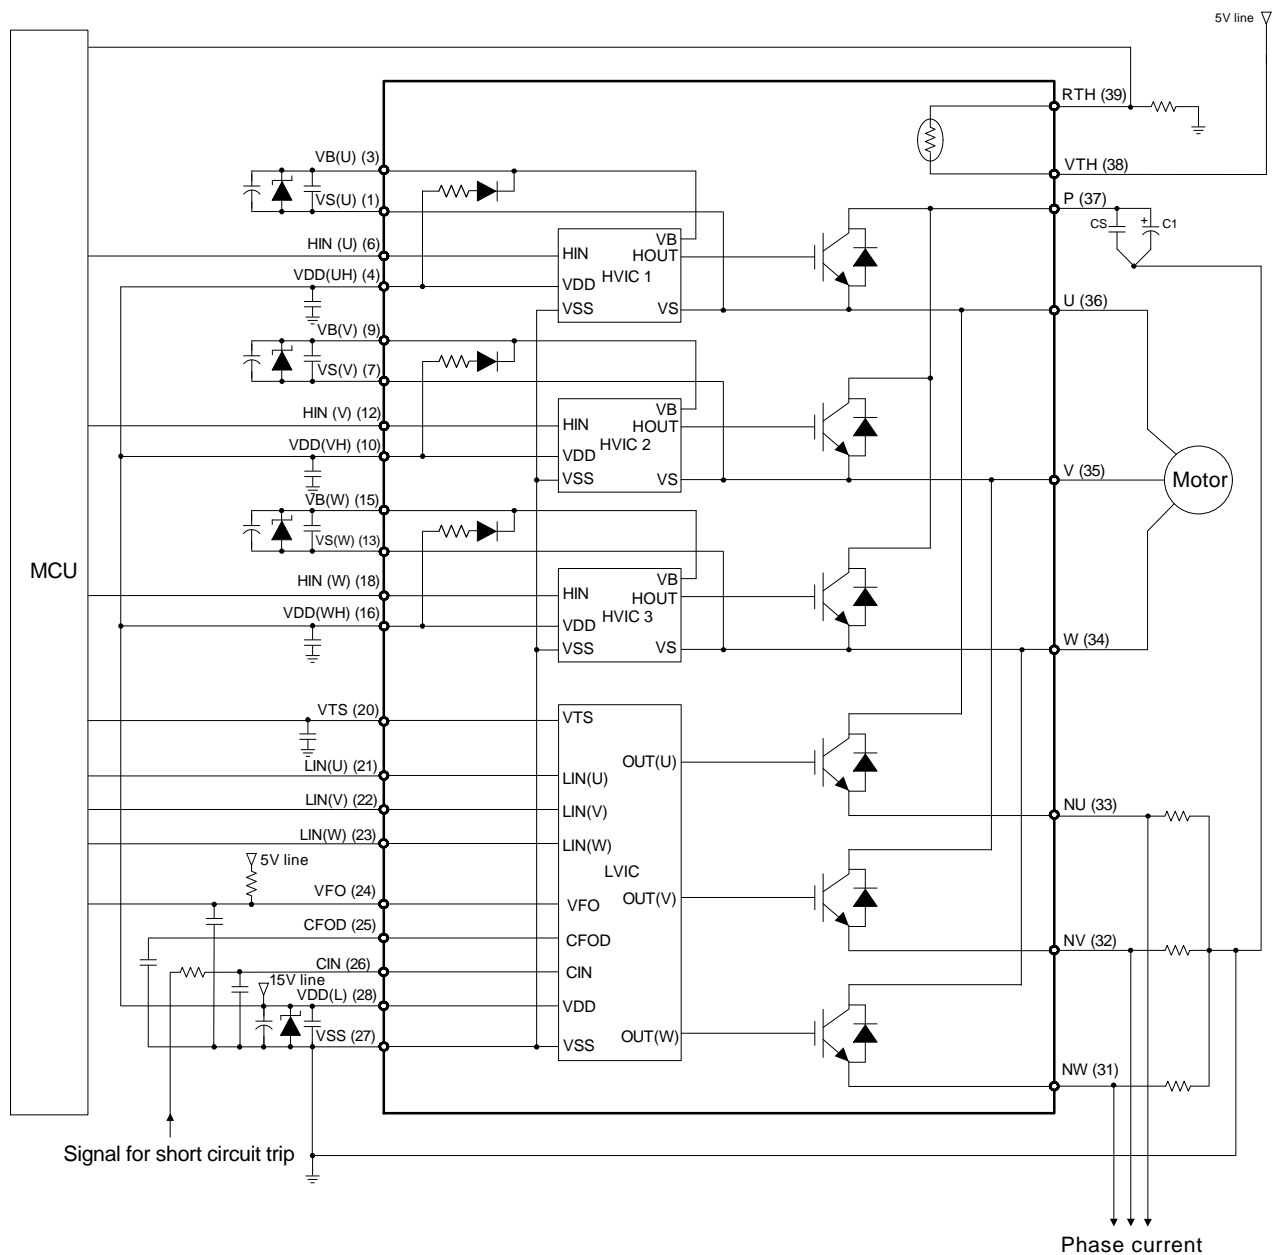 5V line
RTH (39)
VTH (38)
VB(U) (3)
VS(U) (1)
P (37)
CS
+
C1
HIN (U) (6)
HIN
VB
HOUT
HVIC 1
VDD(UH) (4)
VDD
VSS
VS
U (36)
VB(V) (9)
VS(V) (7)
HIN (V) (12)
HIN
VB
HOUT
HVIC 2
VDD(VH) (10)
VDD
VSS
VS
V (35)
Motor
VB(W) (15)
VS(W) (13)
MCU
HIN (W) (18)
HIN
VB
HOUT
HVIC 3
VDD(WH) (16)
VDD
VSS
VS
W (34)
VTS (20)
VTS
LIN(U) (21)
LIN(U)
OUT(U)
LIN(V) (22)
LIN(V)
NU (33)
LIN(W) (23)
LIN(W)
5V line
LVIC
VFO (24)
VFO
OUT(V)
CFOD (25)
CFOD
NV (32)
CIN (26)
CIN
15V line
VDD(L) (28)
VDD
VSS (27)
VSS
OUT(W)
NW (31)
Signal for short circuit trip
Phase current